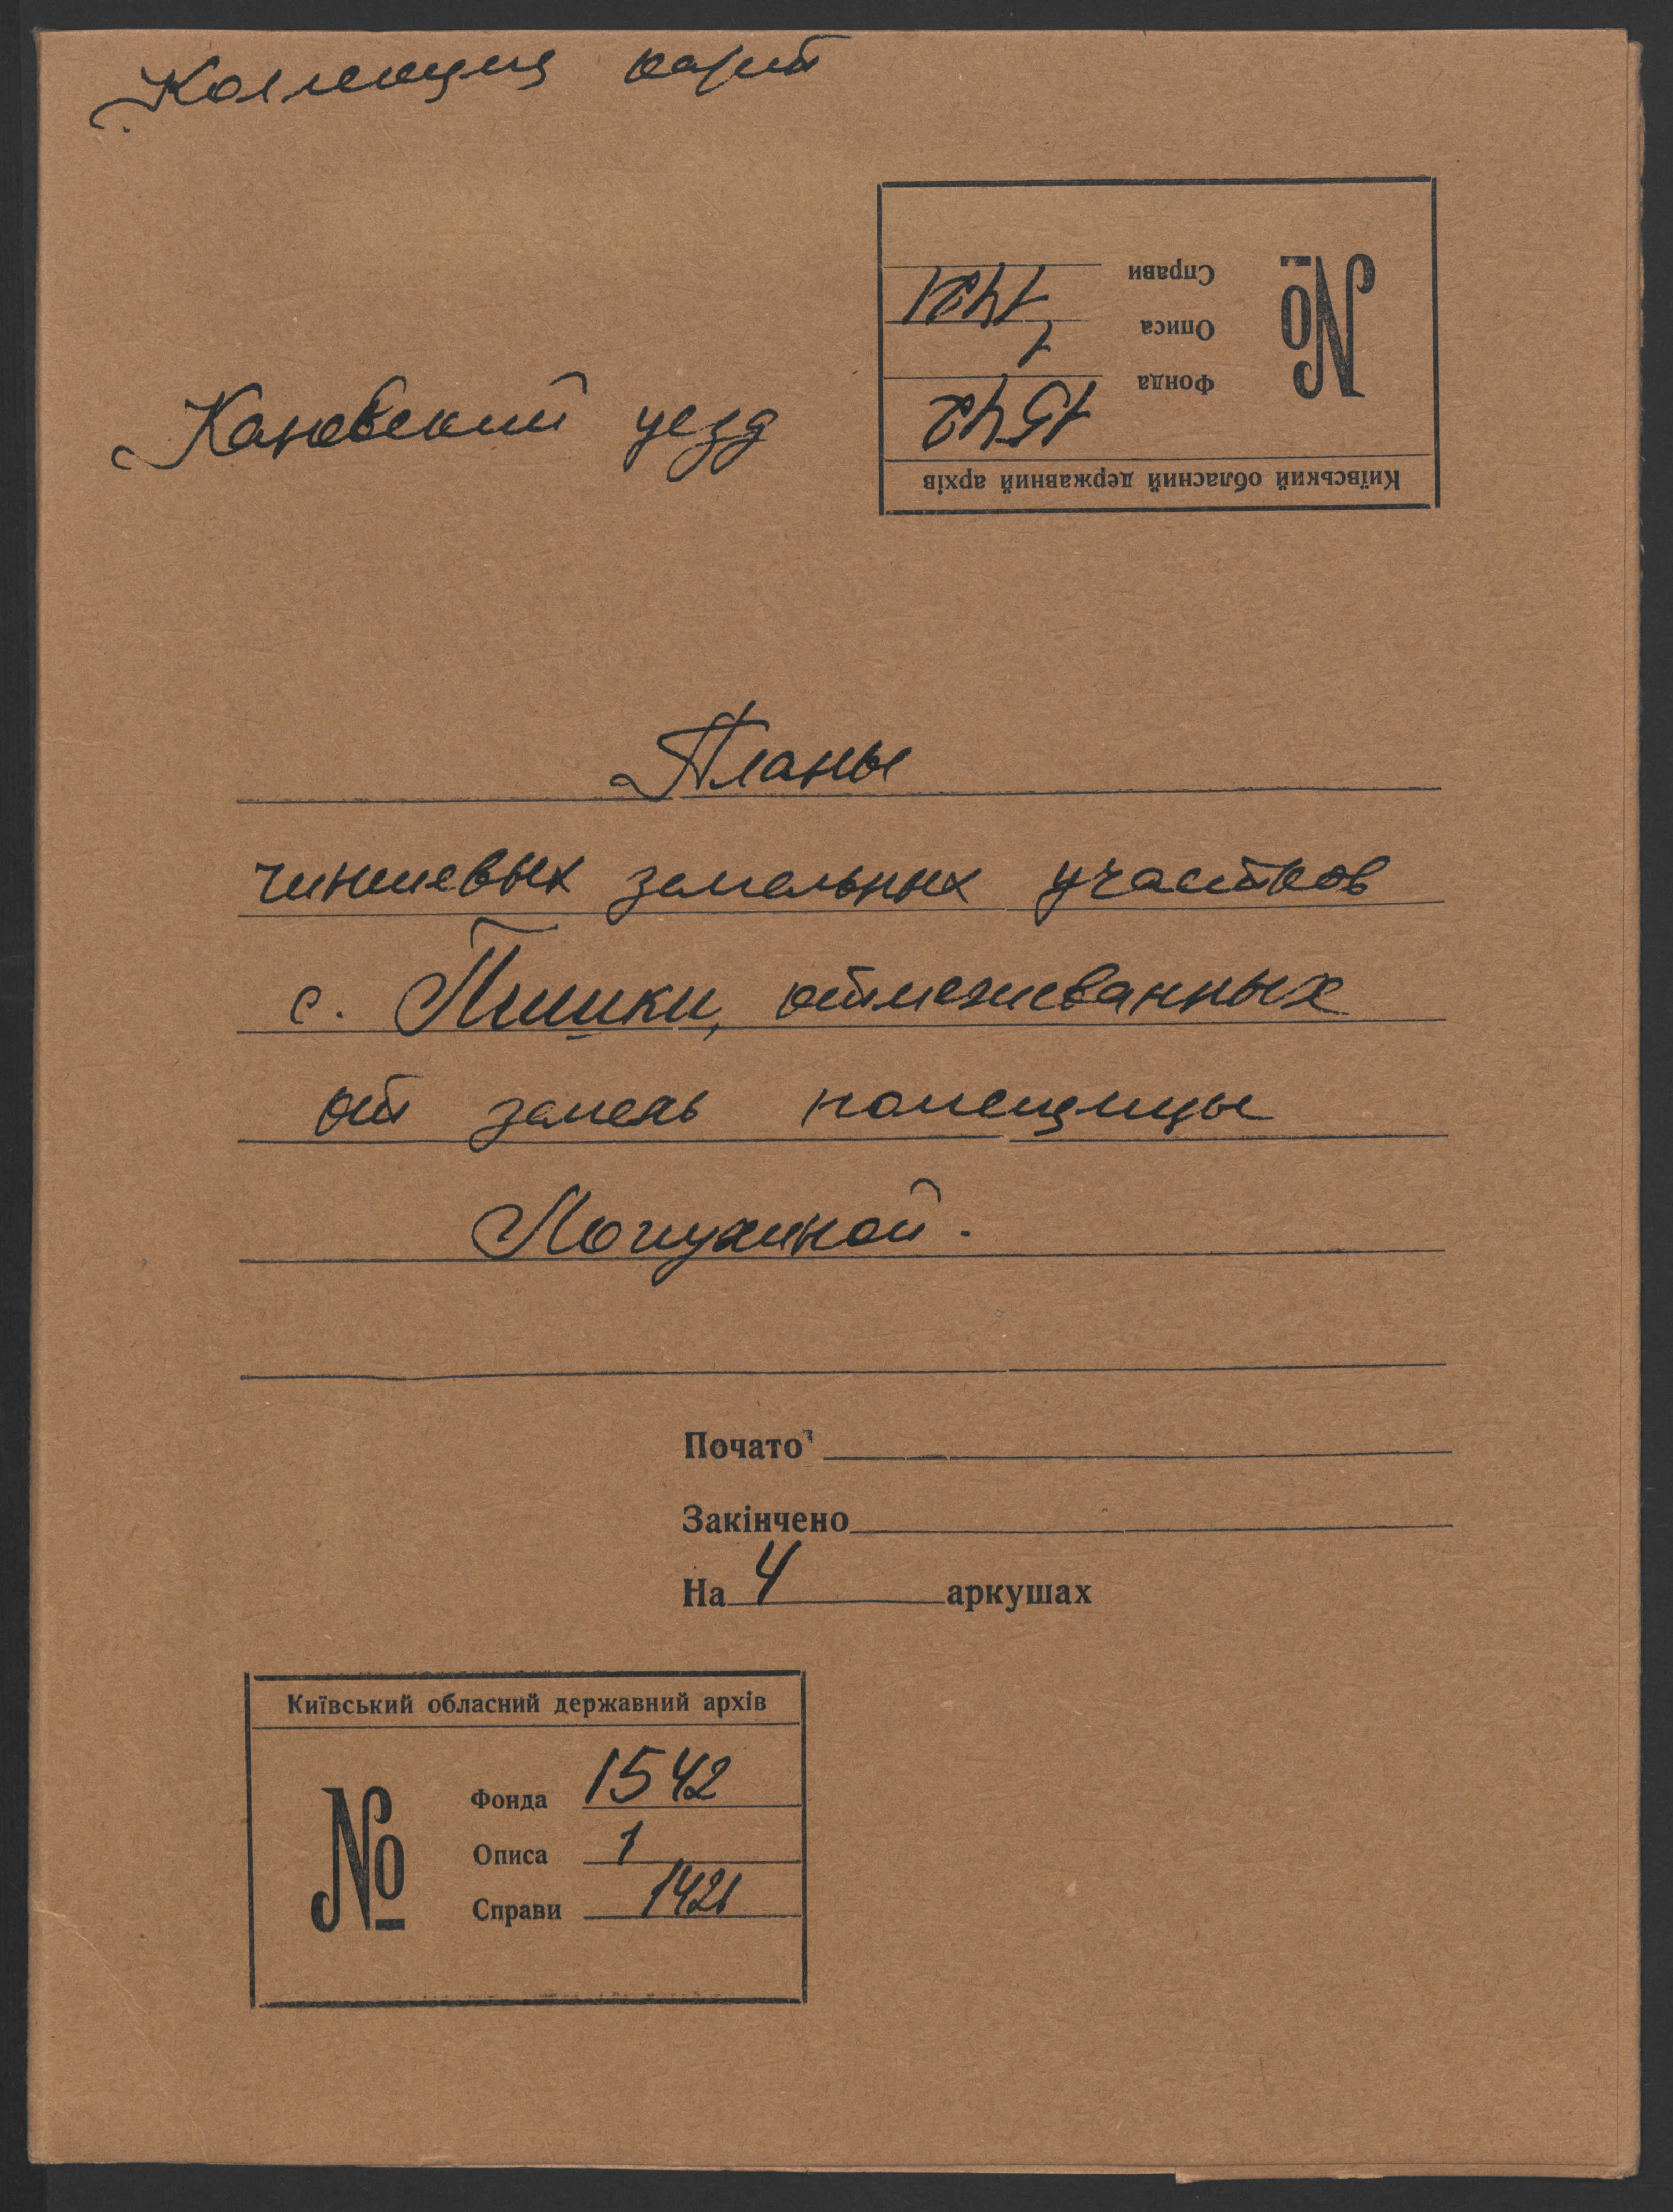 Коллекция карт
Київський обласний державний архів
№
Фонда 1542
Описа 1
Справи 1421
Каневский уезд
Планы
чиншевых земельных участков
с. Пишки, отмежеванных
от земель помещицы
Лопухиной.
Початок
Закінчено
На 4 аркушах
Київський обласний державний архів
№
Фонда 1542
Описа 1
Справи 1421